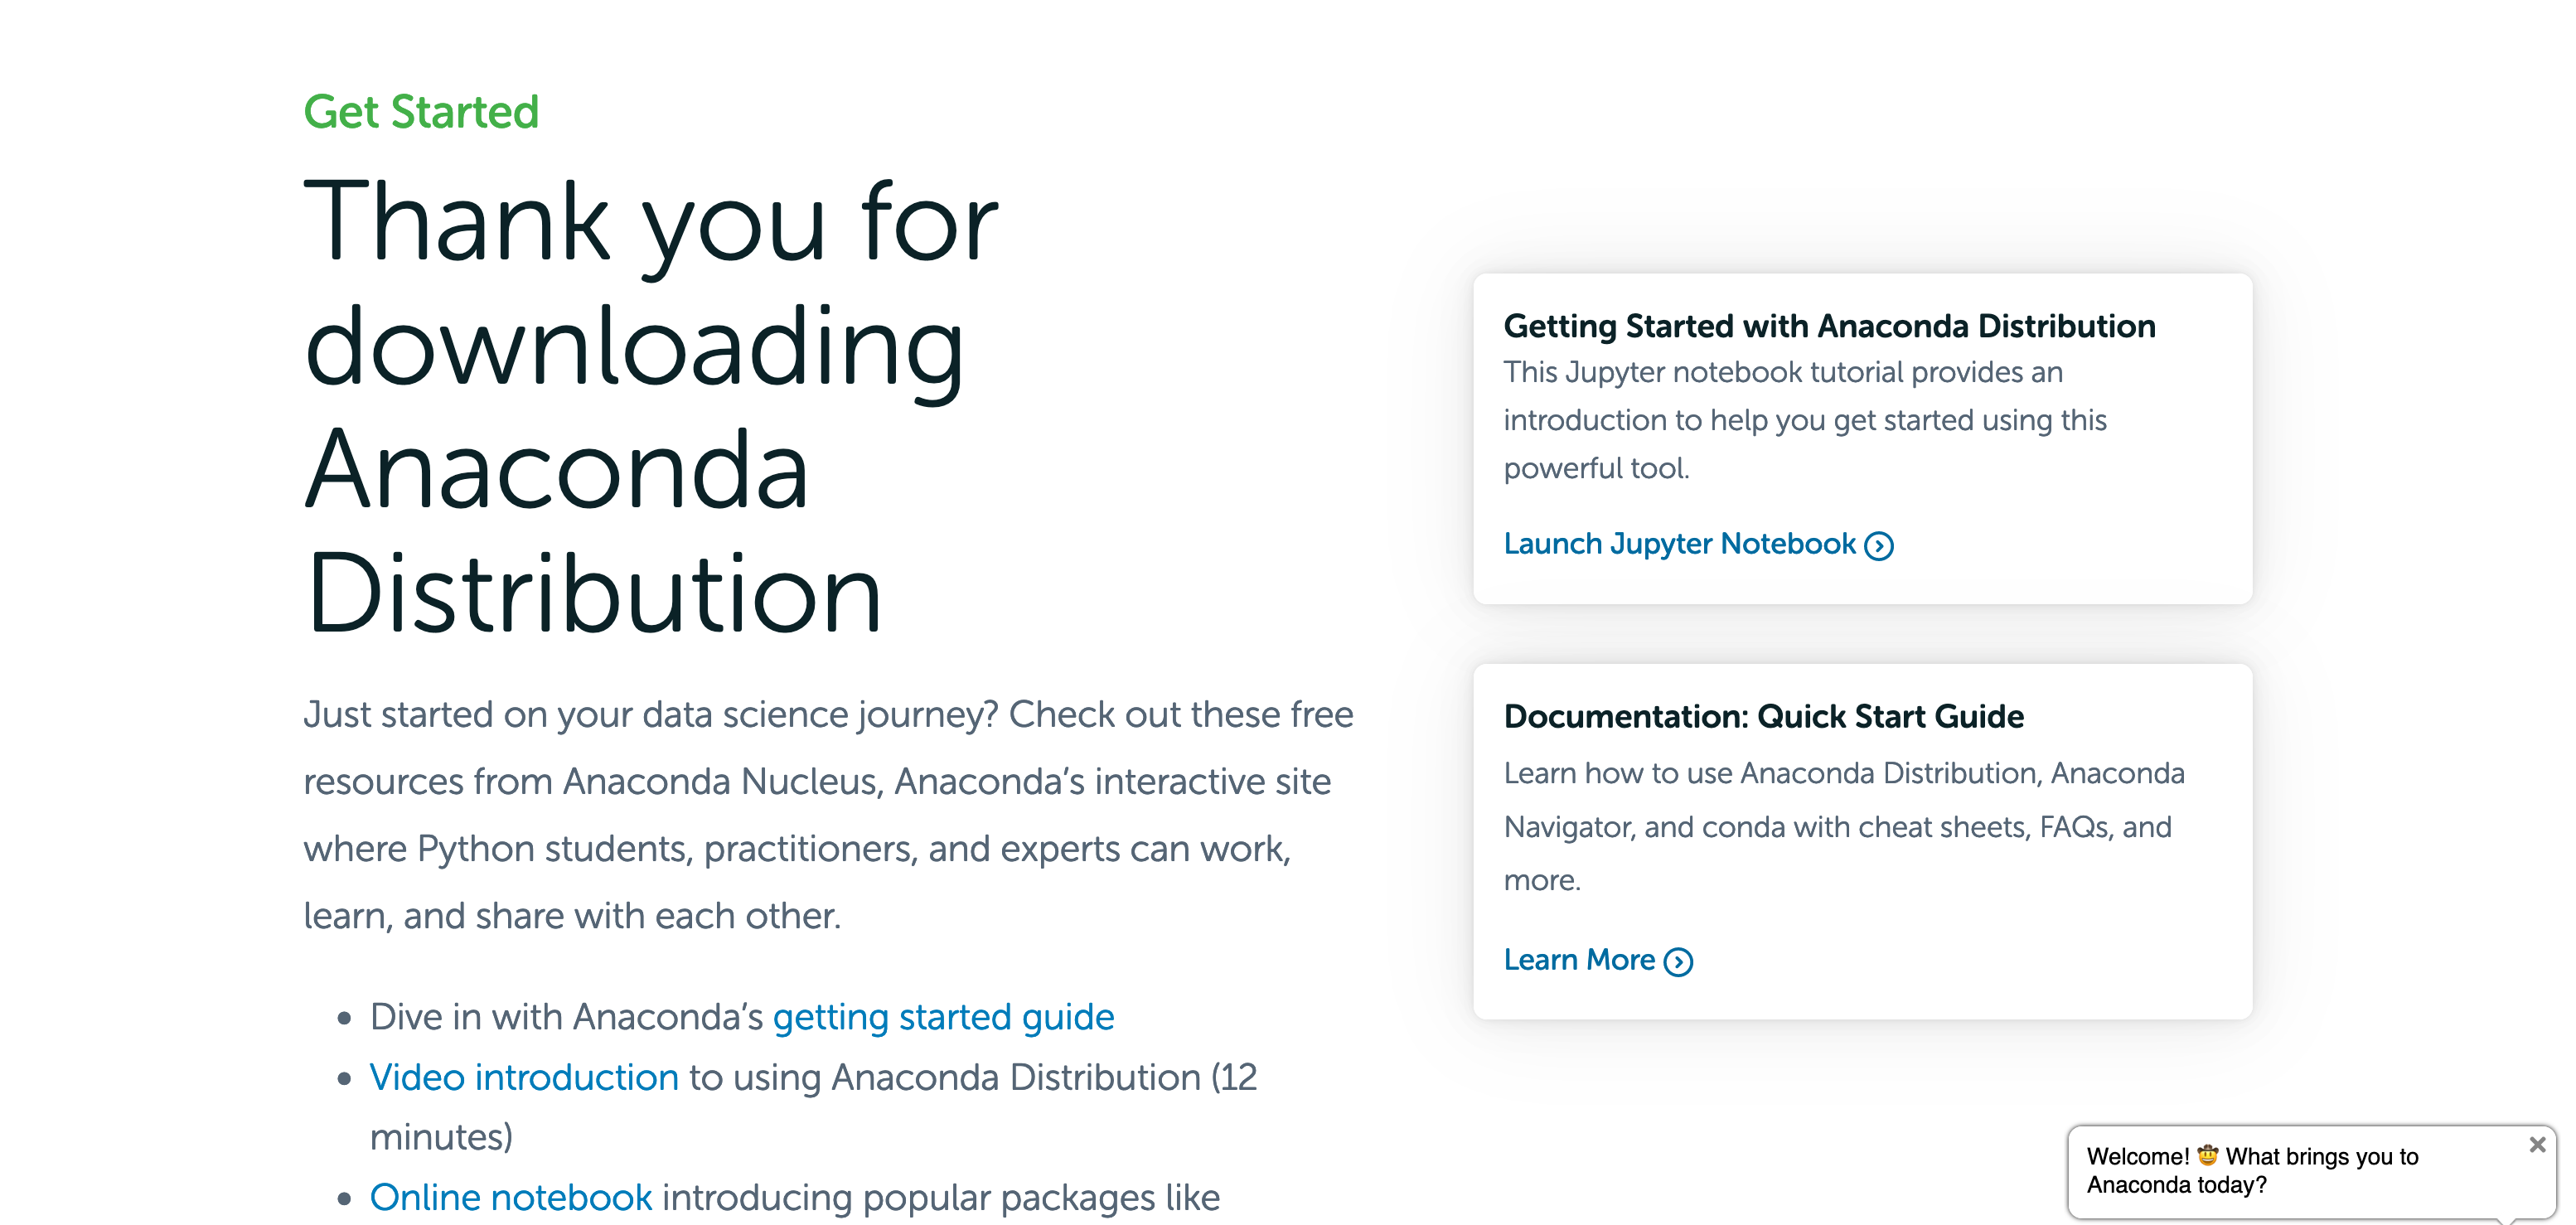 Get Started
Thank you for
downloading
Anaconda
Distribution
Just started on your data science journey? Check out these free
resources from Anaconda Nucleus, Anaconda’s interactive site
where Python students, practitioners, and experts can work,
learn, and share with each other.
• Dive in with Anaconda’s getting started guide
• Video introduction to using Anaconda Distribution (12
minutes)
• Online notebook introducing popular packages like
Getting Started with Anaconda Distribution
This Jupyter notebook tutorial provides an
introduction to help you get started using this
powerful tool.
Launch Jupyter Notebook
Documentation: Quick Start Guide
Learn how to use Anaconda Distribution, Anaconda
Navigator, and conda with cheat sheets, FAQs, and
more.
Learn More
Welcome! 🤠 What brings you to
Anaconda today?